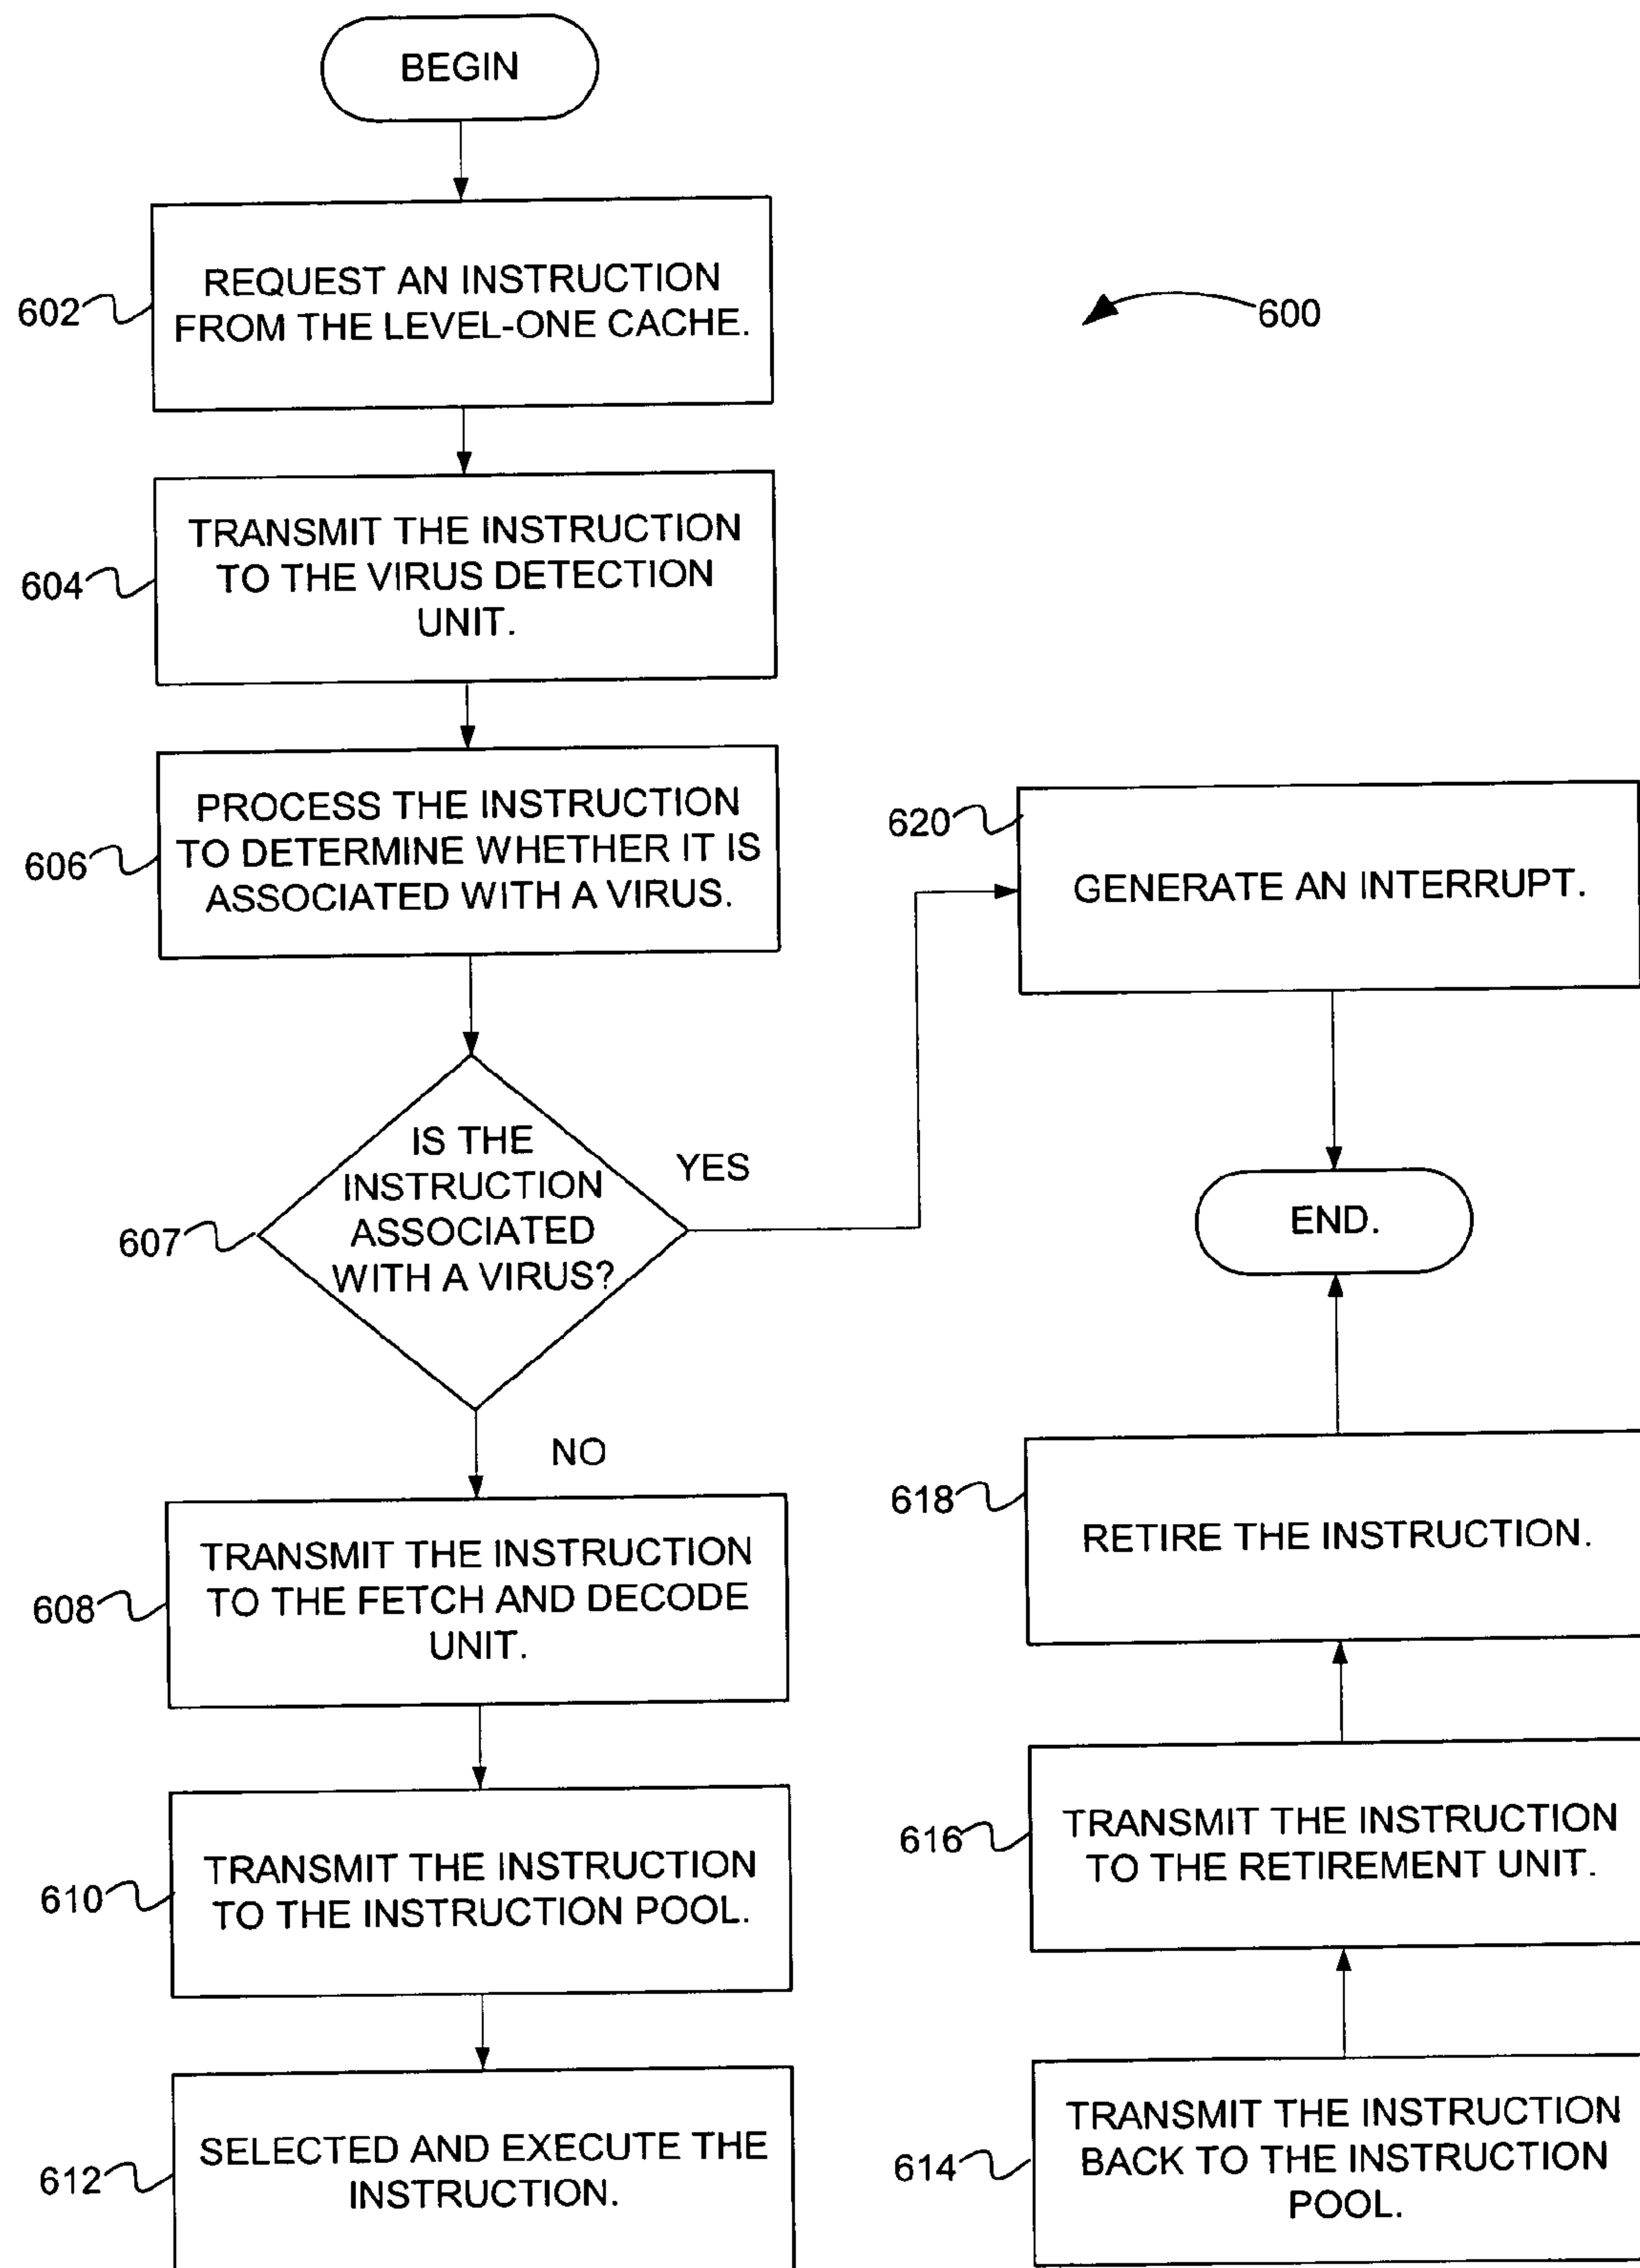 BEGIN
602
REQUEST AN INSTRUCTION
FROM THE LEVEL-ONE CACHE.
600
604
TRANSMIT THE INSTRUCTION
TO THE VIRUS DETECTION
UNIT.
606
PROCESS THE INSTRUCTION
TO DETERMINE WHETHER IT IS
ASSOCIATED WITH A VIRUS.
607
IS THE
INSTRUCTION
ASSOCIATED
WITH A VIRUS?
YES
NO
608
TRANSMIT THE INSTRUCTION
TO THE FETCH AND DECODE
UNIT.
610
TRANSMIT THE INSTRUCTION
TO THE INSTRUCTION POOL.
612
SELECTED AND EXECUTE THE
INSTRUCTION.
620
GENERATE AN INTERRUPT.
END.
618
RETIRE THE INSTRUCTION.
616
TRANSMIT THE INSTRUCTION
TO THE RETIREMENT UNIT.
614
TRANSMIT THE INSTRUCTION
BACK TO THE INSTRUCTION
POOL.